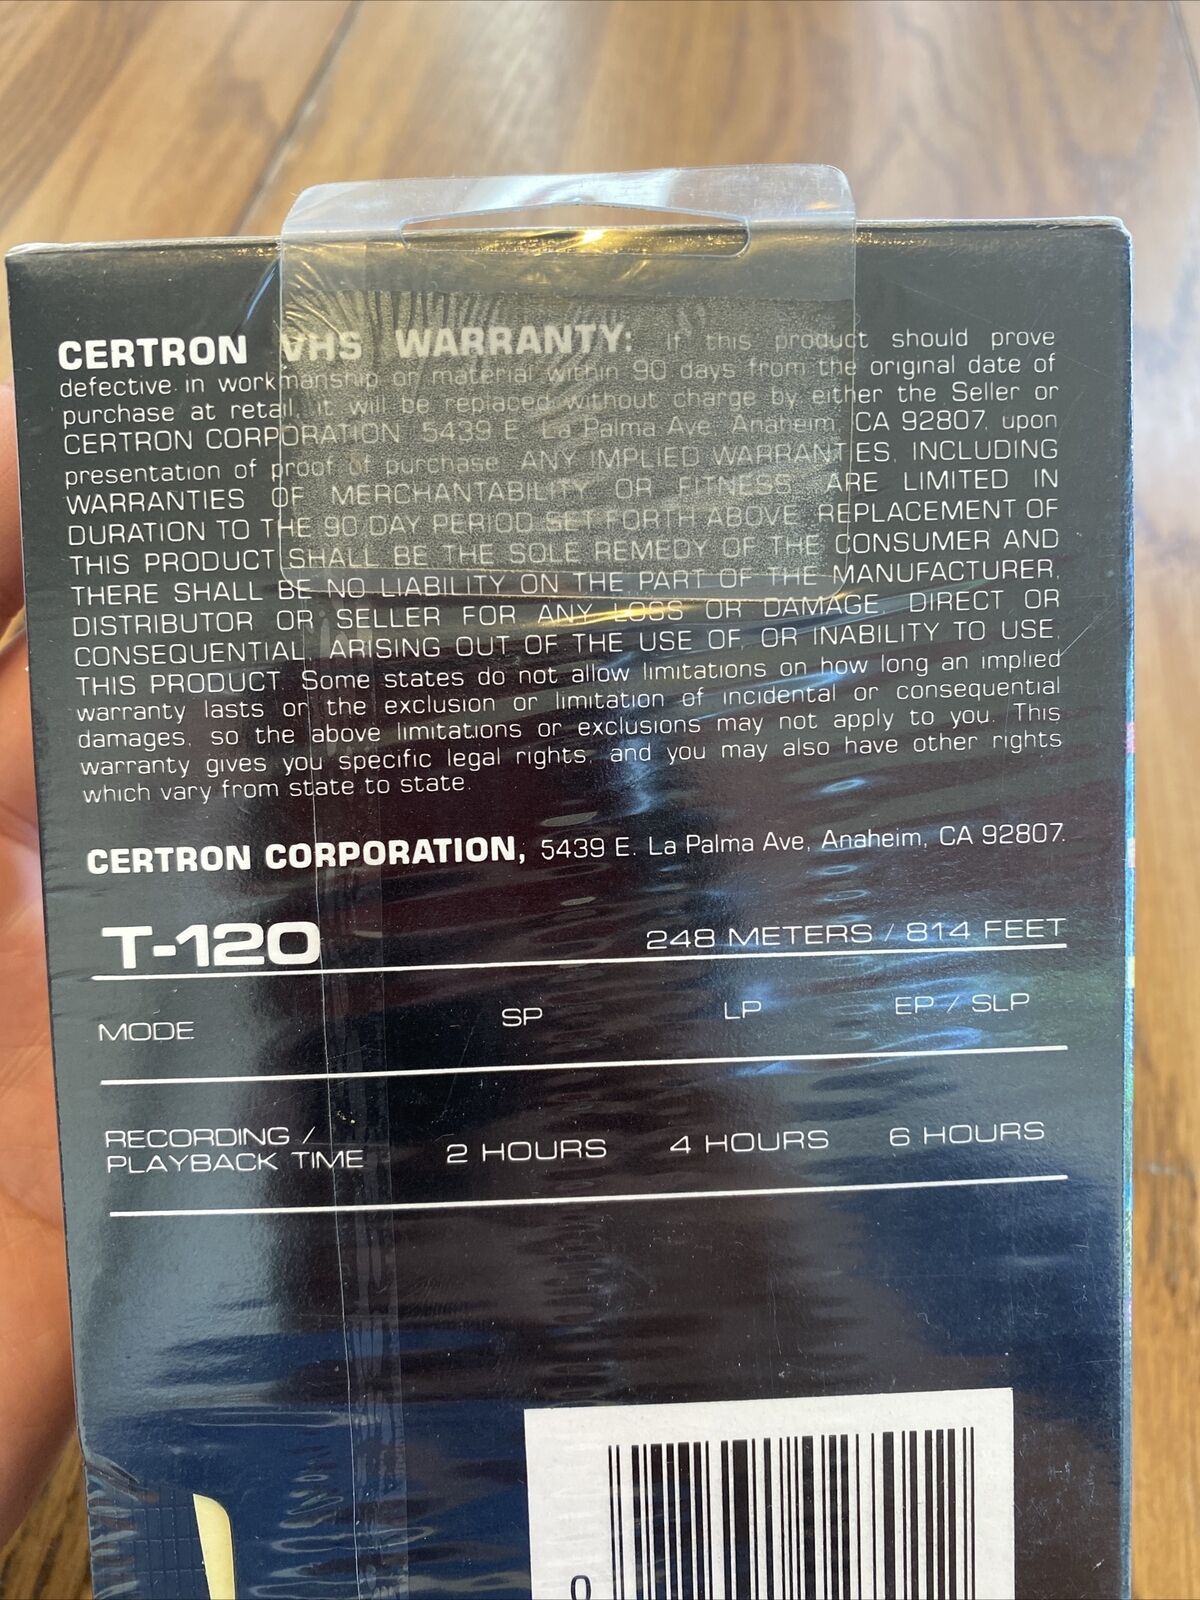 CERTRON VHS WARRANTY: If this product should prove
defective in workmanship or material within 90 days from the original date of
purchase at retail, it will be replaced without charge by either the Seller or
CERTRON CORPORATION, 5439 E. La Palma Ave. Anaheim, CA 92807, upon
presentation of proof of purchase. ANY IMPLIED WARRANTIES, INCLUDING
WARRANTIES OF MERCHANTABILITY OR FITNESS, ARE LIMITED IN
DURATION TO THE 90 DAY PERIOD SET FORTH ABOVE. REPLACEMENT OF
THIS PRODUCT SHALL BE THE SOLE REMEDY OF THE CONSUMER AND
THERE SHALL BE NO LIABILITY ON THE PART OF THE MANUFACTURER,
DISTRIBUTOR OR SELLER FOR ANY LOSS OR DAMAGE, DIRECT OR
CONSEQUENTIAL, ARISING OUT OF THE USE OF, OR INABILITY TO USE,
THIS PRODUCT. Some states do not allow limitations on how long an implied
warranty lasts or the exclusion or limitation of incidental or consequential
damages, so the above limitations or exclusions may not apply to you. This
warranty gives you specific legal rights, and you may also have other rights
which vary from state to state.
CERTRON CORPORATION, 5439 E. La Palma Ave, Anaheim, CA 92807.
T-120 248 METERS / 814 FEET
MODE SP LP EP / SLP
RECORDING /
PLAYBACK TIME 2 HOURS 4 HOURS 6 HOURS
0